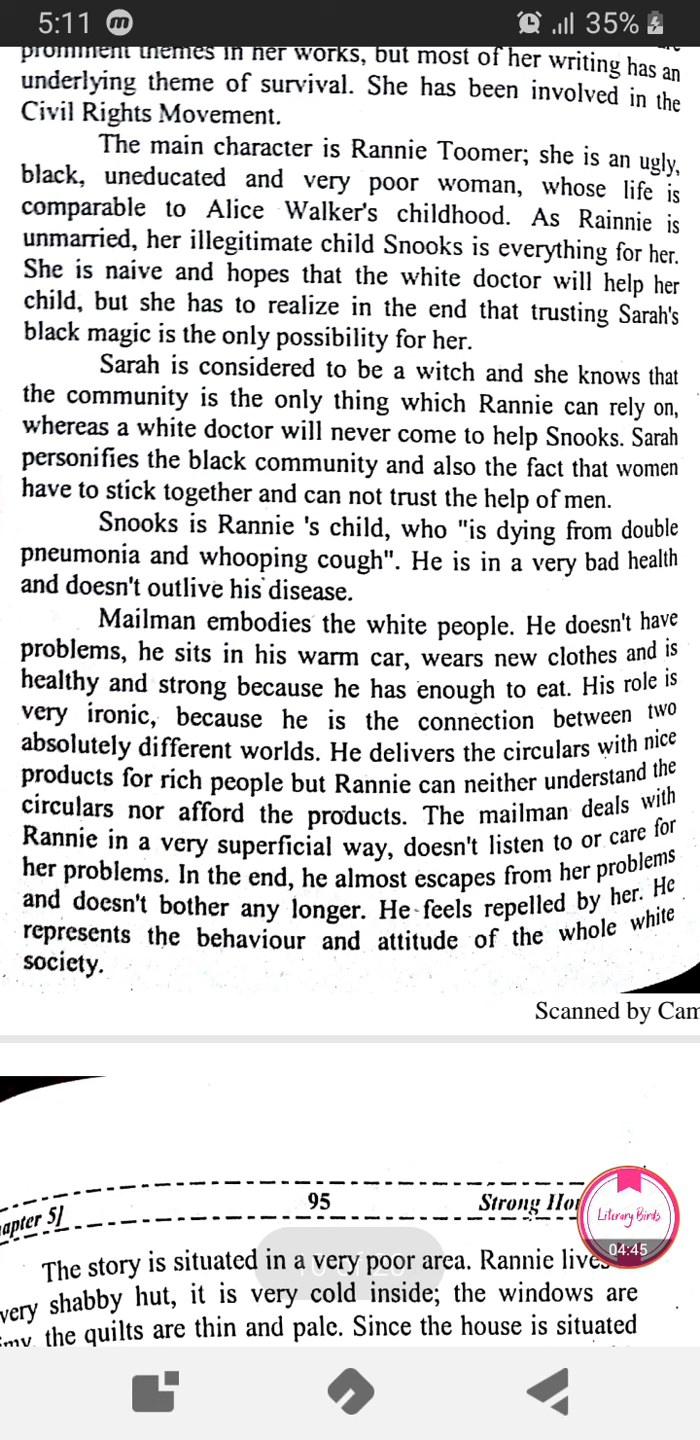 5:11 m 35%
prominent themes in her works, but most of her writing has an
underlying theme of survival. She has been involved in the
Civil Rights Movement.
The main character is Rannie Toomer; she is an ugly,
black, uneducated and very poor woman, whose life is
comparable to Alice Walker's childhood. As Rainnie is
unmarried, her illegitimate child Snooks is everything for her.
She is naive and hopes that the white doctor will help her
child, but she has to realize in the end that trusting Sarah's
black magic is the only possibility for her.
Sarah is considered to be a witch and she knows that
the community is the only thing which Rannie can rely on,
whereas a white doctor will never come to help Snooks. Sarah
personifies the black community and also the fact that women
have to stick together and can not trust the help of men.
Snooks is Rannie 's child, who "is dying from double
pneumonia and whooping cough". He is in a very bad health
and doesn't outlive his disease.
Mailman embodies the white people. He doesn't have
problems, he sits in his warm car, wears new clothes and is
healthy and strong because he has enough to eat. His role is
very ironic, because he is the connection between two
absolutely different worlds. He delivers the circulars with nice
products for rich people but Rannie can neither understand the
circulars nor afford the products. The mailman deals with
Rannie in a very superficial way, doesn't listen to or care for
her problems. In the end, he almost escapes from her problems
and doesn't bother any longer. He feels repelled by her. He
represents the behaviour and attitude of the whole white
society.
Scanned by Cam
apter 5] 95 Strong Hor
Literary Birds
04:45
The story is situated in a very poor area. Rannie lives
very shabby hut, it is very cold inside; the windows are
the quilts are thin and pale. Since the house is situated